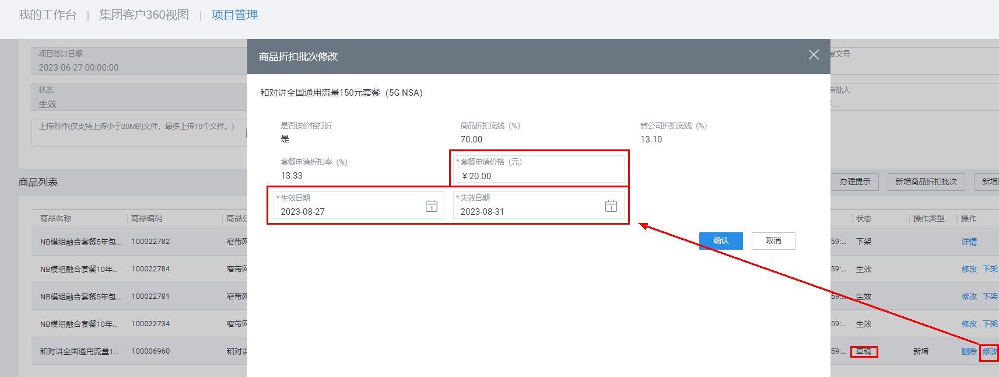 我的工作台 | 集团客户360视图 | 项目管理
项目签订日期
2023-06-27 00:00:00
状态
生效
上传附件(仅支持上传小于20M的文件，最多上传10个文件。)
商品折扣批次修改
和对讲全国通用流量150元套餐（5G NSA）
是否按价格打折
是
商品折扣底线（%）
70.00
省公司折扣底线（%）
13.10
套餐申请折扣率（%）
13.33
*套餐申请价格（元）
￥20.00
*生效日期
2023-08-27
*失效日期
2023-08-31
确认 取消
复文号
审批人
商品列表
办理提示 新增商品折扣批次 新增
商品名称 商品编码 商品分 状态 操作类型 操作
NB模组融合套餐5年包... 100022782 窄带网 59:... 下架 详情
NB模组融合套餐10年... 100022784 窄带网 59:... 生效 修改 下架
NB模组融合套餐5年包... 100022781 窄带网 59:... 生效 修改 下架
NB模组融合套餐10年... 100022734 窄带网 59:... 生效 修改 下架
和对讲全国通用流量1... 100006960 和对讲 59:... 草稿 新增 删除 修改